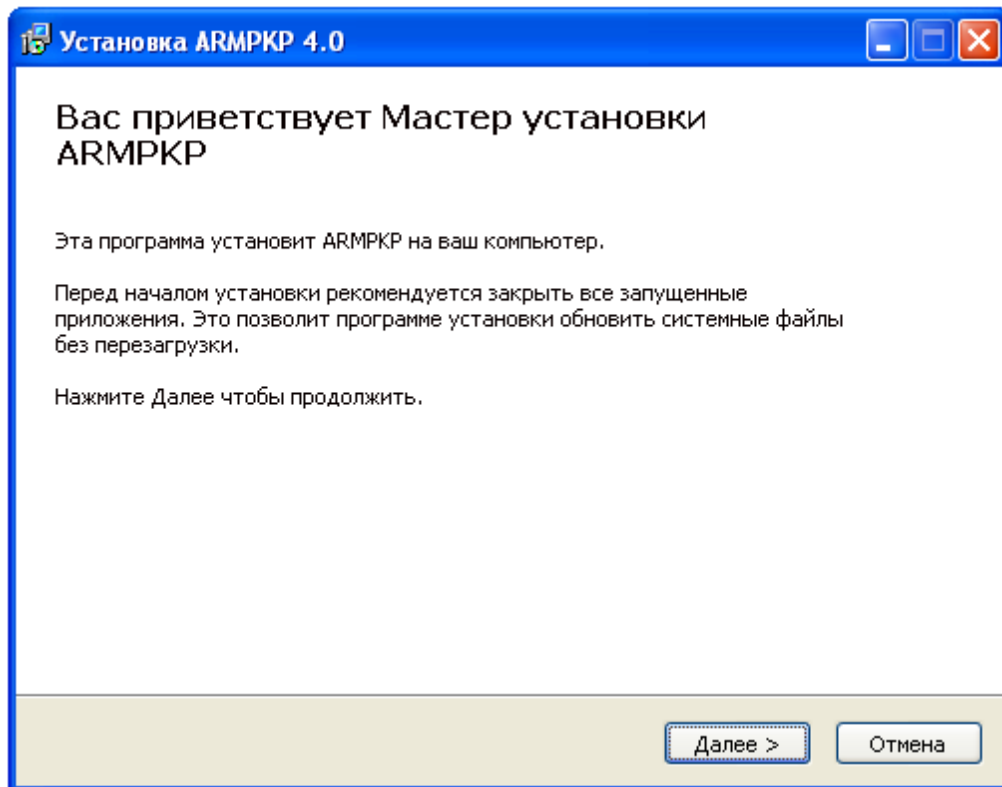 Установка ARMPKP 4.0
Вас приветствует Мастер установки
ARMPKP
Эта программа установит ARMPKP на ваш компьютер.
Перед началом установки рекомендуется закрыть все запущенные
приложения. Это позволит программе установки обновить системные файлы
без перезагрузки.
Нажмите Далее чтобы продолжить.
Далее >
Отмена